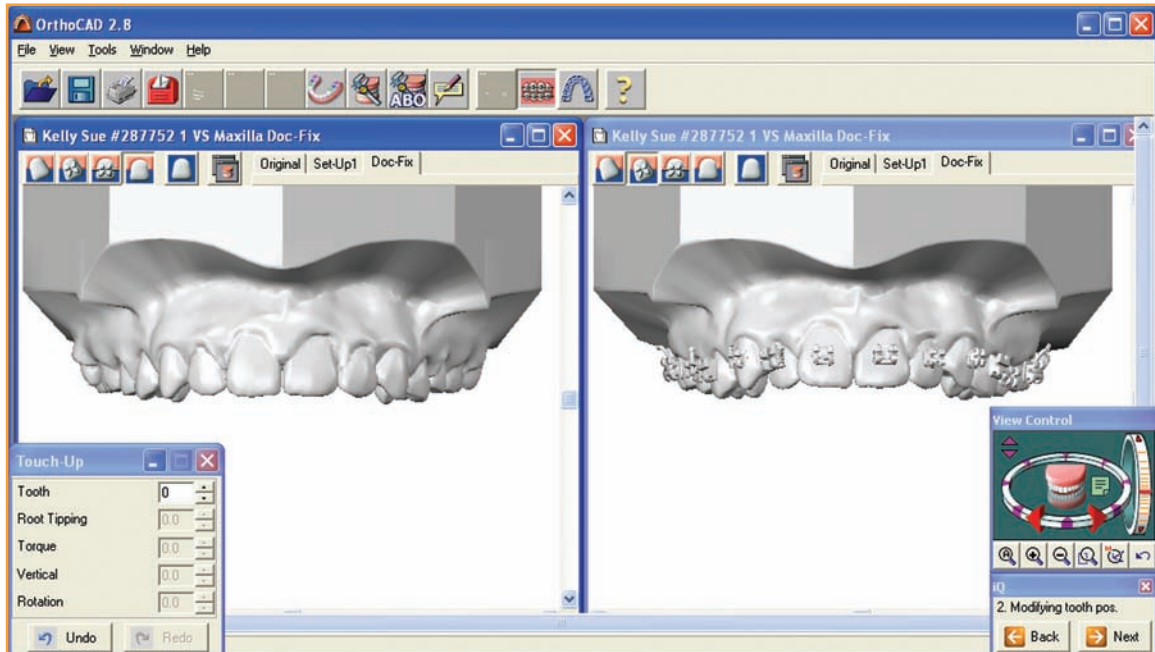 OrthoCAD 2.8
File View Tools Window Help
ABO
Kelly Sue #287752 1 VS Maxilla Doc-Fix
Original Set-Up1 Doc-Fix
Kelly Sue #287752 1 VS Maxilla Doc-Fix
Original Set-Up1 Doc-Fix
Touch-Up
Tooth 0
Root Tipping 0.0
Torque 0.0
Vertical 0.0
Rotation 0.0
Undo Redo
View Control
iQ
2. Modifying tooth pos.
Back Next